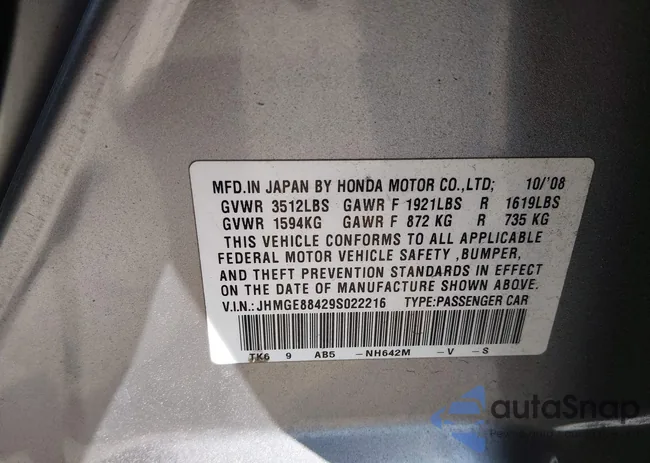 MFD.IN JAPAN BY HONDA MOTOR CO.,LTD; 10/'08
GVWR 3512LBS GAWR F 1921LBS R 1619LBS
GVWR 1594KG GAWR F 872 KG R 735 KG
THIS VEHICLE CONFORMS TO ALL APPLICABLE
FEDERAL MOTOR VEHICLE SAFETY ,BUMPER,
AND THEFT PREVENTION STANDARDS IN EFFECT
ON THE DATE OF MANUFACTURE SHOWN ABOVE.
V.I.N.: JHMGE88429S022216 TYPE:PASSENGER CAR
TK6 9 AB5 -NH642M -V -S
autaSnap